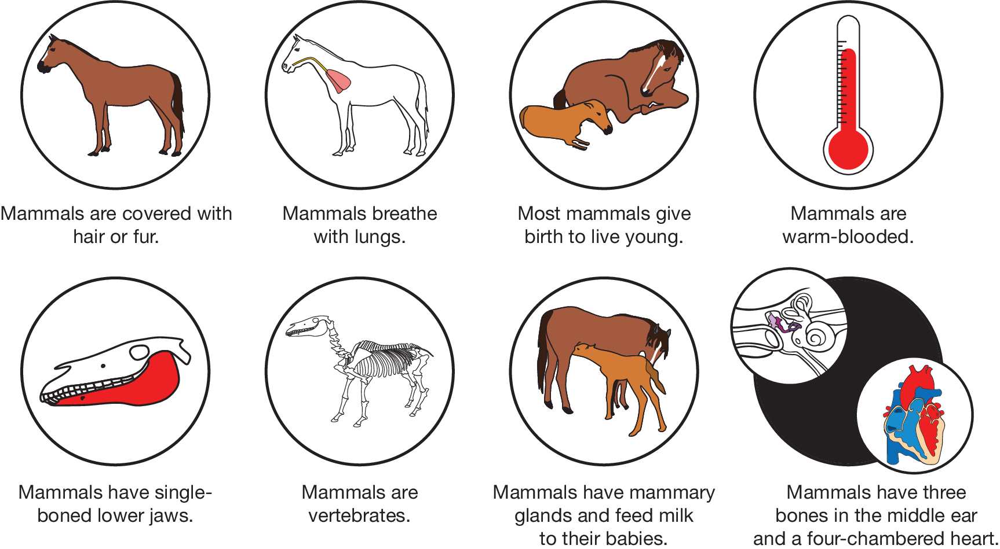 Mammals are covered with
hair or fur.
Mammals breathe
with lungs.
Most mammals give
birth to live young.
Mammals are
warm-blooded.
Mammals have single-
boned lower jaws.
Mammals are
vertebrates.
Mammals have mammary
glands and feed milk
to their babies.
Mammals have three
bones in the middle ear
and a four-chambered heart.